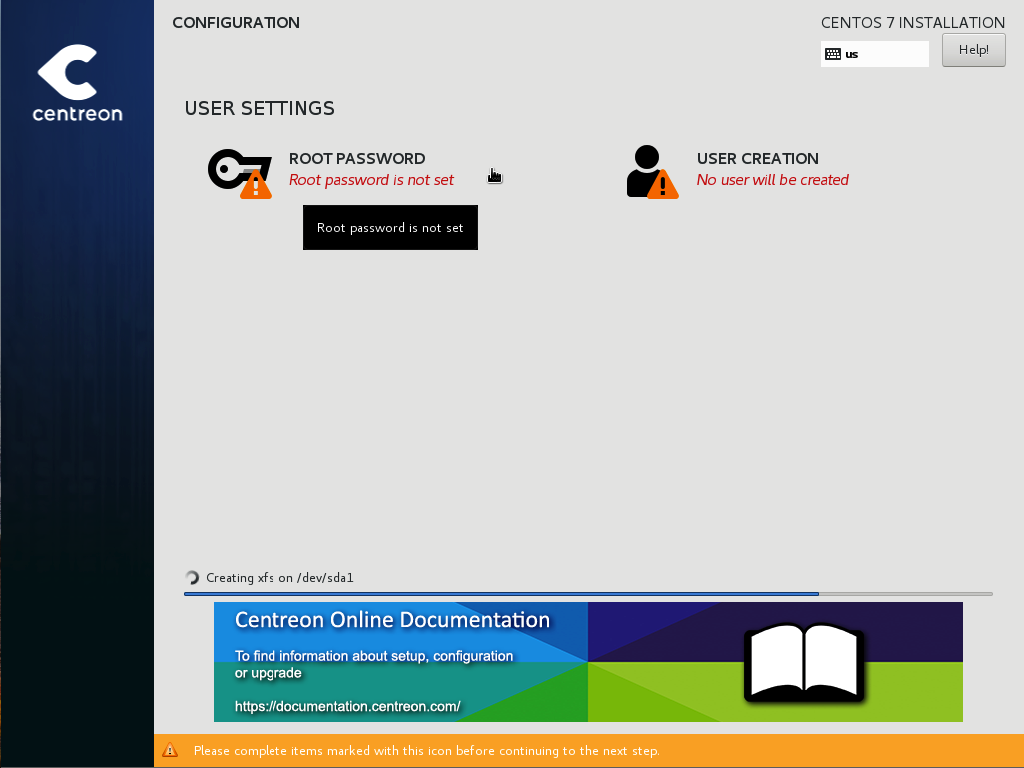 centreon
CONFIGURATION
CENTOS 7 INSTALLATION
us
Help!
USER SETTINGS
ROOT PASSWORD
Root password is not set
USER CREATION
No user will be created
Root password is not set
Creating xfs on /dev/sda1
Centreon Online Documentation
To find information about setup, configuration
or upgrade
https://documentation.centreon.com/
Please complete items marked with this icon before continuing to the next step.